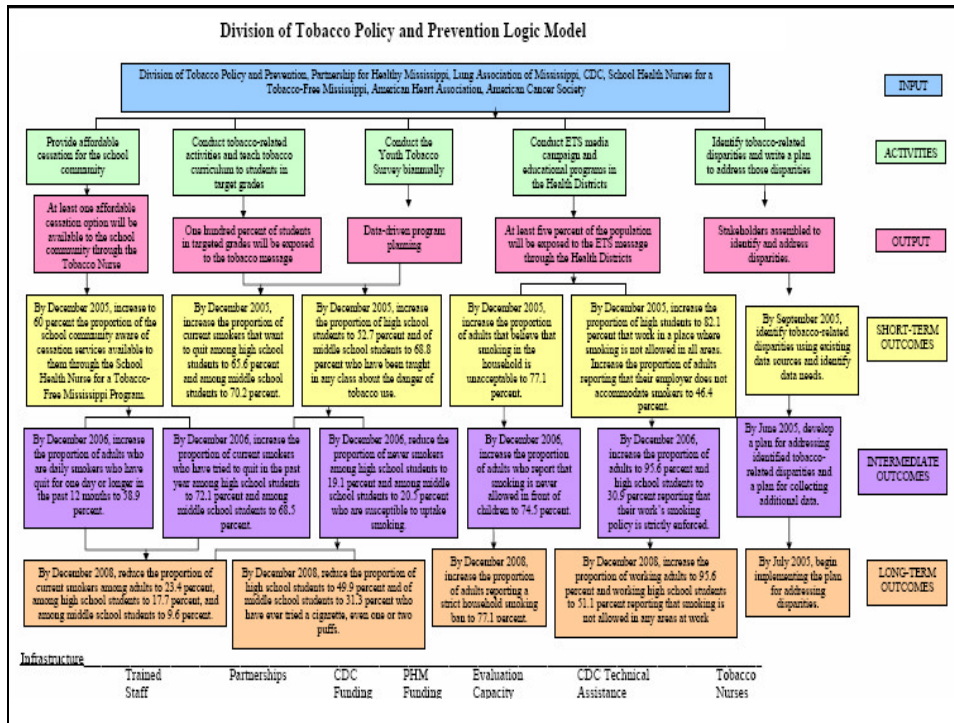 Division of Tobacco Policy and Prevention Logic Model
Division of Tobacco Policy and Prevention, Partnership for Healthy Mississippi, Lung Association of Mississippi, CDC, School Health Nurses for a
Tobacco-Free Mississippi, American Heart Association, American Cancer Society
INPUT
Provide affordable
cessation for the school
community
Conduct tobacco-related
activities and teach tobacco
curriculum to students in
target grades
Conduct the
Youth Tobacco
Survey biannually
Conduct ETS media
campaign and
educational programs in
the Health Districts
Identify tobacco-related
disparities and write a plan
to address those disparities
ACTIVITIES
At least one affordable
cessation option will be
available to the school
community through the
Tobacco Nurse
One hundred percent of students
in targeted grades will be exposed
to the tobacco message
Data-driven program
planning
At least five percent of the population
will be exposed to the ETS message
through the Health Districts
Stakeholders assembled to
identify and address
disparities.
OUTPUT
By December 2005, increase to
60 percent the proportion of the
school community aware of
cessation services available to
them through the School
Health Nurse for a Tobacco-
Free Mississippi Program.
By December 2005,
increase the proportion of
current smokers that want to
quit among high school
students to 65.6 percent
and among middle school
students to 70.2 percent.
By December 2005, increase
the proportion of high school
students to 52.7 percent and of
middle school students to 68.8
percent who have been taught
in any class about the danger of
tobacco use.
By December 2005,
increase the proportion
of adults that believe that
smoking in the
household is
unacceptable to 77.1
percent.
By December 2005, increase the
proportion of high students to 82.1
percent that work in a place where
smoking is not allowed in all areas.
Increase the proportion of adults
reporting that their employer does not
accommodate smokers to 46.4
percent.
By September 2005,
identify tobacco-related
disparities using existing
data sources and identify
data needs.
SHORT-TERM
OUTCOMES
By December 2006, increase
the proportion of adults who
are daily smokers who have
quit for one day or longer in
the past 12 months to 58.9
percent.
By December 2006, increase the
proportion of current smokers
who have tried to quit in the past
year among high school students
to 72.1 percent and among
middle school students to 68.5
percent.
By December 2006, reduce the
proportion of never smokers
among high school students to
19.1 percent and among middle
school students to 20.5 percent
who are susceptible to uptake
smoking.
By December 2006,
increase the proportion of
adults who report that
smoking is never
allowed in front of
children to 74.5 percent.
By December 2006,
increase the proportion of
adults to 95.6 percent and
high school students to
30.9 percent reporting that
their work's smoking
policy is strictly enforced.
By June 2005, develop
a plan for addressing
identified tobacco-
related disparities and
a plan for collecting
additional data.
INTERMEDIATE
OUTCOMES
By December 2008, reduce the proportion of
current smokers among adults to 23.4 percent,
among high school students to 17.7 percent, and
among middle school students to 9.6 percent.
By December 2008, reduce the proportion of
high school students to 49.9 percent and of
middle school students to 31.3 percent who
have ever tried a cigarette, even one or two
puffs.
By December 2008,
increase the proportion
of adults reporting a
strict household smoking
ban to 77.1 percent.
By December 2008, increase the
proportion of working adults to 95.6
percent and working high school students
to 51.1 percent reporting that smoking is
not allowed in any areas at work
By July 2005, begin
implementing the plan
for addressing
disparities.
LONG-TERM
OUTCOMES
Infrastructure
Trained
Staff
Partnerships
CDC
Funding
PHM
Funding
Evaluation
Capacity
CDC Technical
Assistance
Tobacco
Nurses